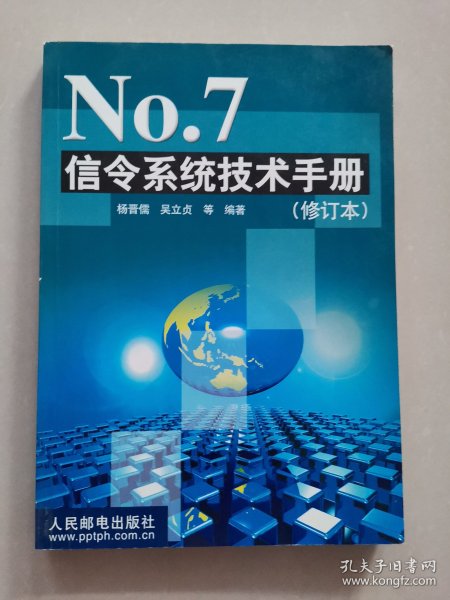 No.7
信令系统技术手册
杨晋儒 吴立贞 等 编著
(修订本)
人民邮电出版社
www.pptph.com.cn
孔夫子旧书网
www.kongfz.com